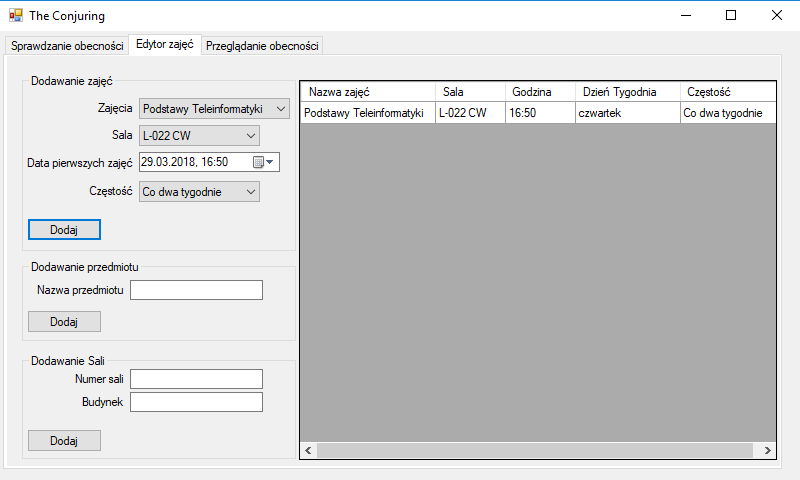 The Conjuring
Sprawdzanie obecności Edytor zajęć Przeglądanie obecności
Dodawanie zajęć
Zajęcia Podstawy Teleinformatyki
Sala L-022 CW
Data pierwszych zajęć 29.03.2018, 16:50
Częstość Co dwa tygodnie
Dodaj
Dodawanie przedmiotu
Nazwa przedmiotu
Dodaj
Dodawanie Sali
Numer sali
Budynek
Dodaj
Nazwa zajęć Sala Godzina Dzień Tygodnia Częstość
Podstawy Teleinformatyki L-022 CW 16:50 czwartek Co dwa tygodnie